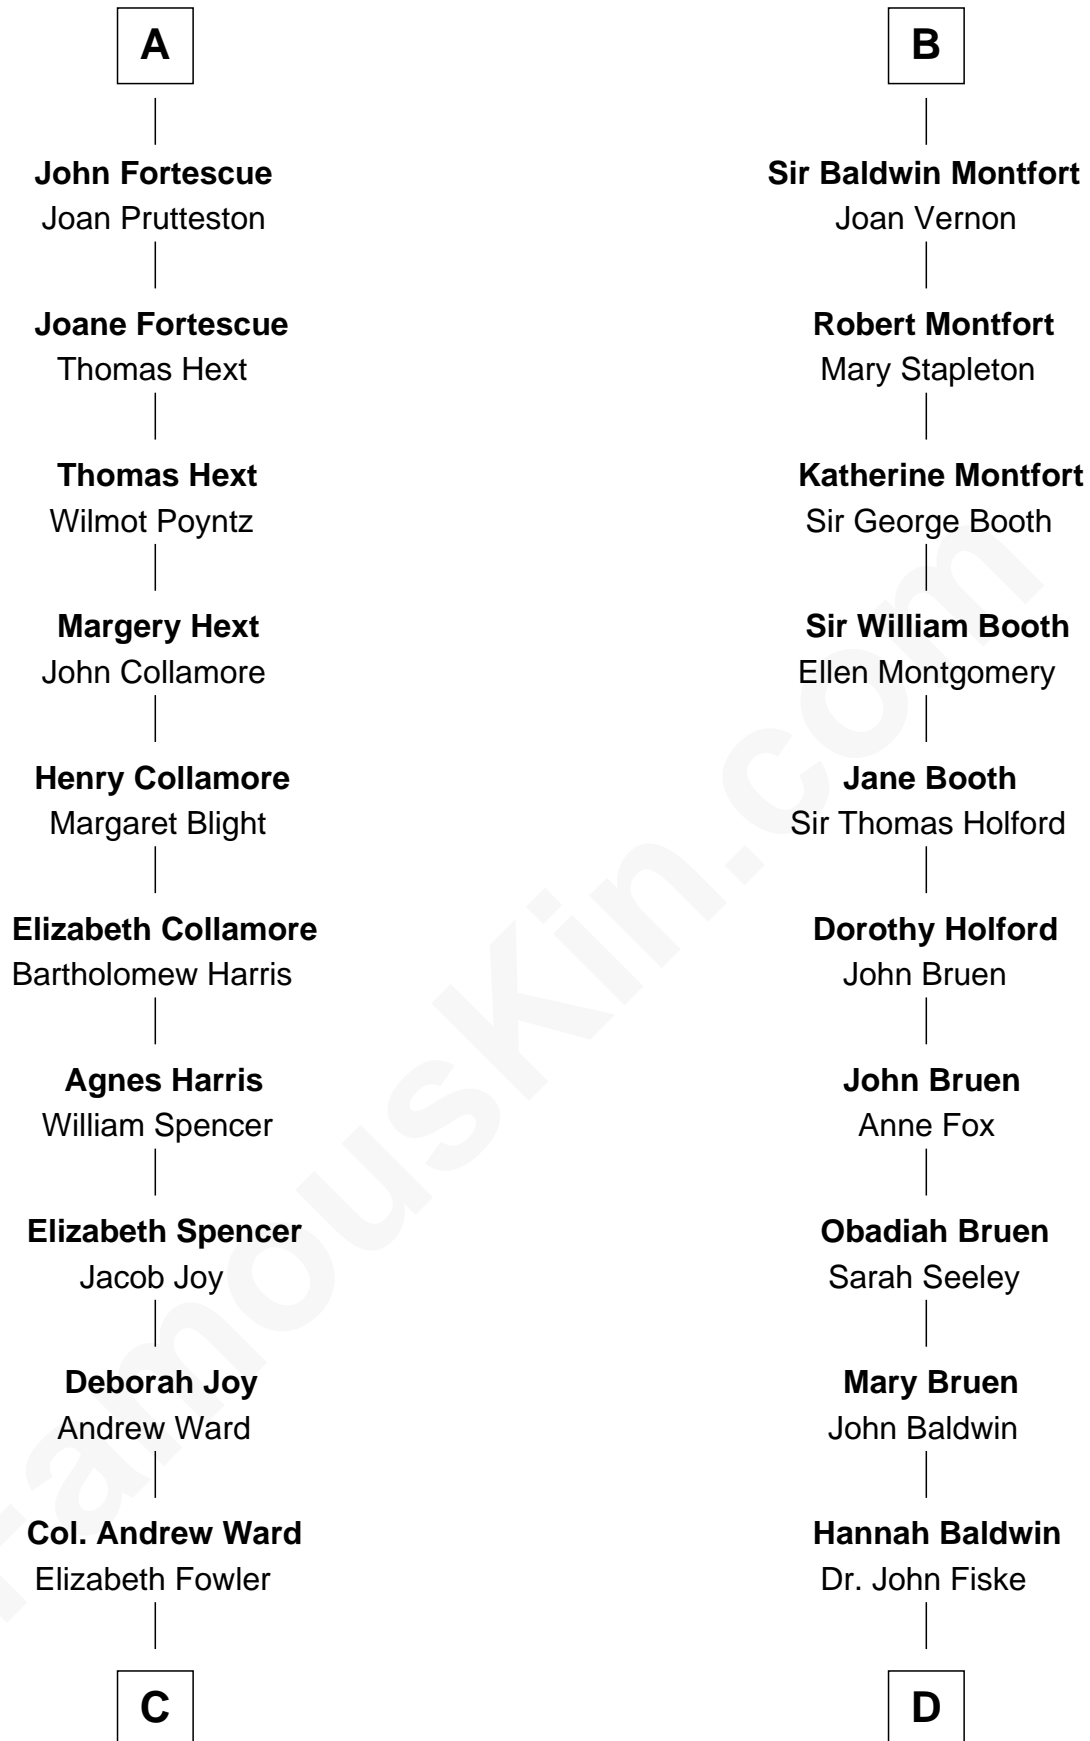 A
John Fortescue
Joan Prutteston
Joane Fortescue
Thomas Hext
Thomas Hext
Wilmot Poyntz
Margery Hext
John Collamore
Henry Collamore
Margaret Blight
Elizabeth Collamore
Bartholomew Harris
Agnes Harris
William Spencer
Elizabeth Spencer
Jacob Joy
Deborah Joy
Andrew Ward
Col. Andrew Ward
Elizabeth Fowler
C
B
Sir Baldwin Montfort
Joan Vernon
Robert Montfort
Mary Stapleton
Katherine Montfort
Sir George Booth
Sir William Booth
Ellen Montgomery
Jane Booth
Sir Thomas Holford
Dorothy Holford
John Bruen
John Bruen
Anne Fox
Obadiah Bruen
Sarah Seeley
Mary Bruen
John Baldwin
Hannah Baldwin
Dr. John Fiske
D
FamousKin.com